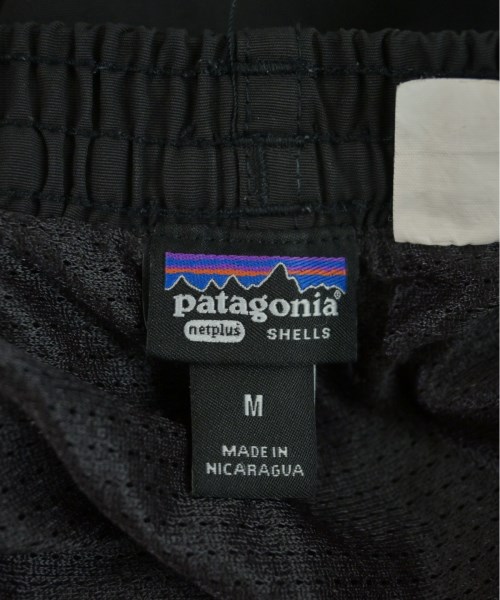 patagonia®
netplus SHELLS
M
MADE IN
NICARAGUA